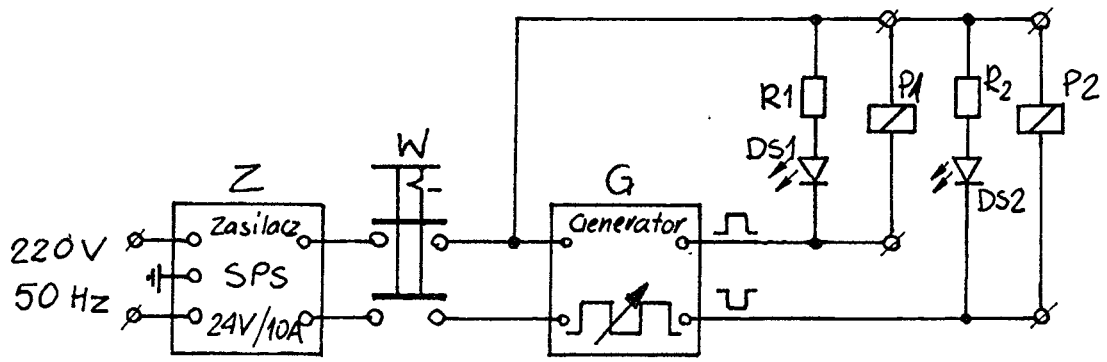 R1
P1
R2
P2
DS1
DS2
W
Z
G
Zasilacz
Generator
220V
SPS
50 Hz
24V/10A